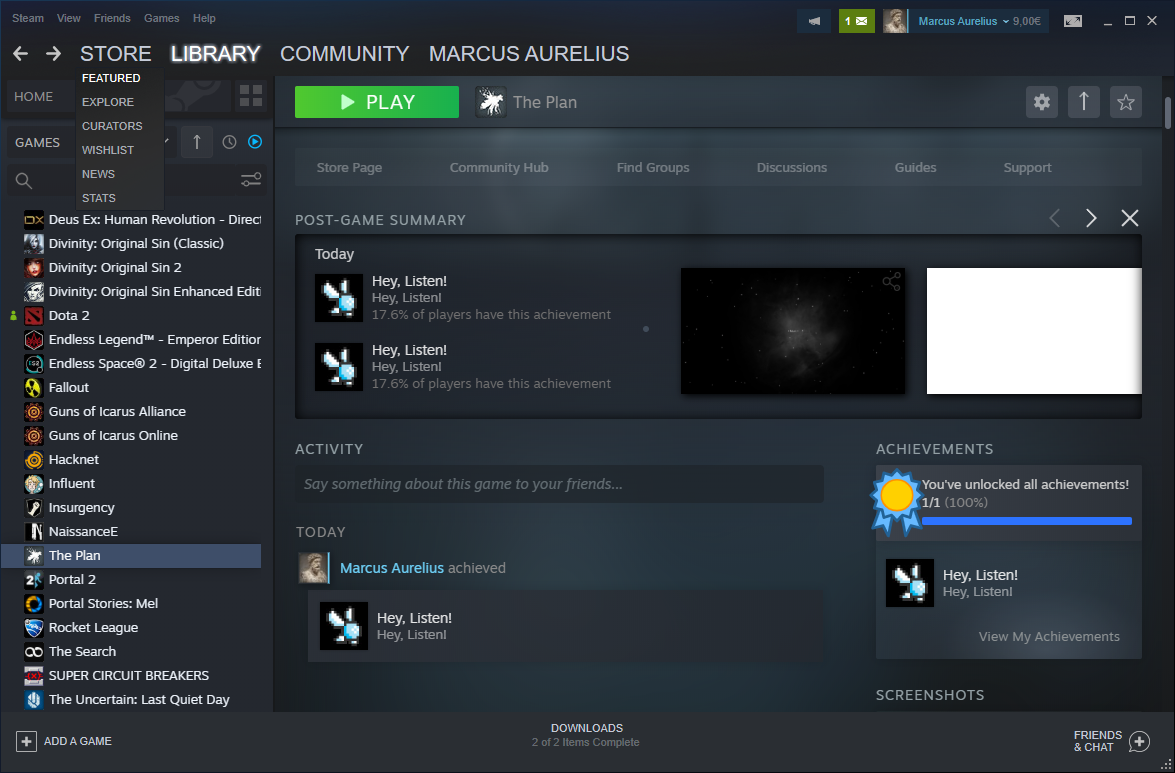 Steam View Friends Games Help
1
Marcus Aurelius 9,00€
STORE LIBRARY COMMUNITY MARCUS AURELIUS
FEATURED
EXPLORE
CURATORS
WISHLIST
NEWS
STATS
HOME
GAMES
Deus Ex: Human Revolution - Direct
Divinity: Original Sin (Classic)
Divinity: Original Sin 2
Divinity: Original Sin Enhanced Editi
Dota 2
Endless Legend™ - Emperor Edition
Endless Space® 2 - Digital Deluxe E
Fallout
Guns of Icarus Alliance
Guns of Icarus Online
Hacknet
Influent
Insurgency
NaissanceE
The Plan
Portal 2
Portal Stories: Mel
Rocket League
The Search
SUPER CIRCUIT BREAKERS
The Uncertain: Last Quiet Day
PLAY
The Plan
Store Page Community Hub Find Groups Discussions Guides Support
POST-GAME SUMMARY
Today
Hey, Listen!
Hey, Listen!
17.6% of players have this achievement
Hey, Listen!
Hey, Listen!
17.6% of players have this achievement
ACTIVITY
Say something about this game to your friends...
TODAY
Marcus Aurelius achieved
Hey, Listen!
Hey, Listen!
ACHIEVEMENTS
You've unlocked all achievements!
1/1 (100%)
Hey, Listen!
Hey, Listen!
View My Achievements
SCREENSHOTS
ADD A GAME
DOWNLOADS
2 of 2 Items Complete
FRIENDS
& CHAT